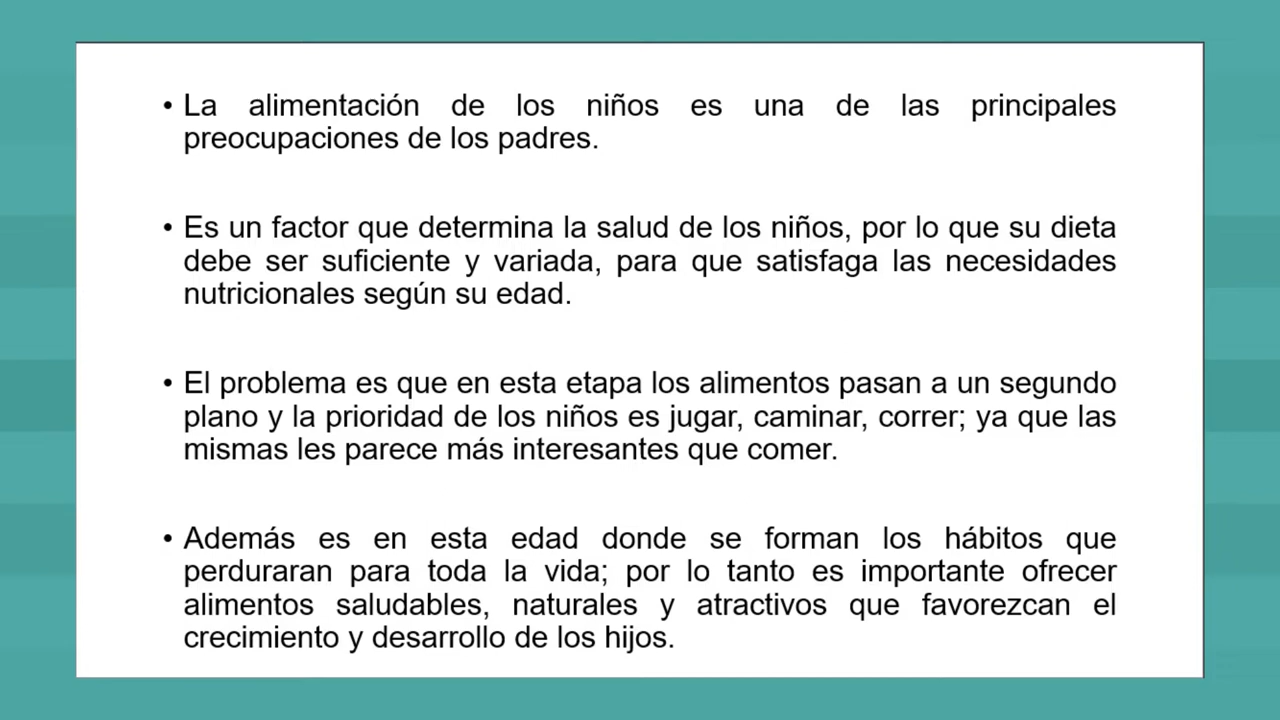 • La alimentación de los niños es una de las principales
preocupaciones de los padres.
• Es un factor que determina la salud de los niños, por lo que su dieta
debe ser suficiente y variada, para que satisfaga las necesidades
nutricionales según su edad.
• El problema es que en esta etapa los alimentos pasan a un segundo
plano y la prioridad de los niños es jugar, caminar, correr; ya que las
mismas les parece más interesantes que comer.
• Además es en esta edad donde se forman los hábitos que
perduraran para toda la vida; por lo tanto es importante ofrecer
alimentos saludables, naturales y atractivos que favorezcan el
crecimiento y desarrollo de los hijos.